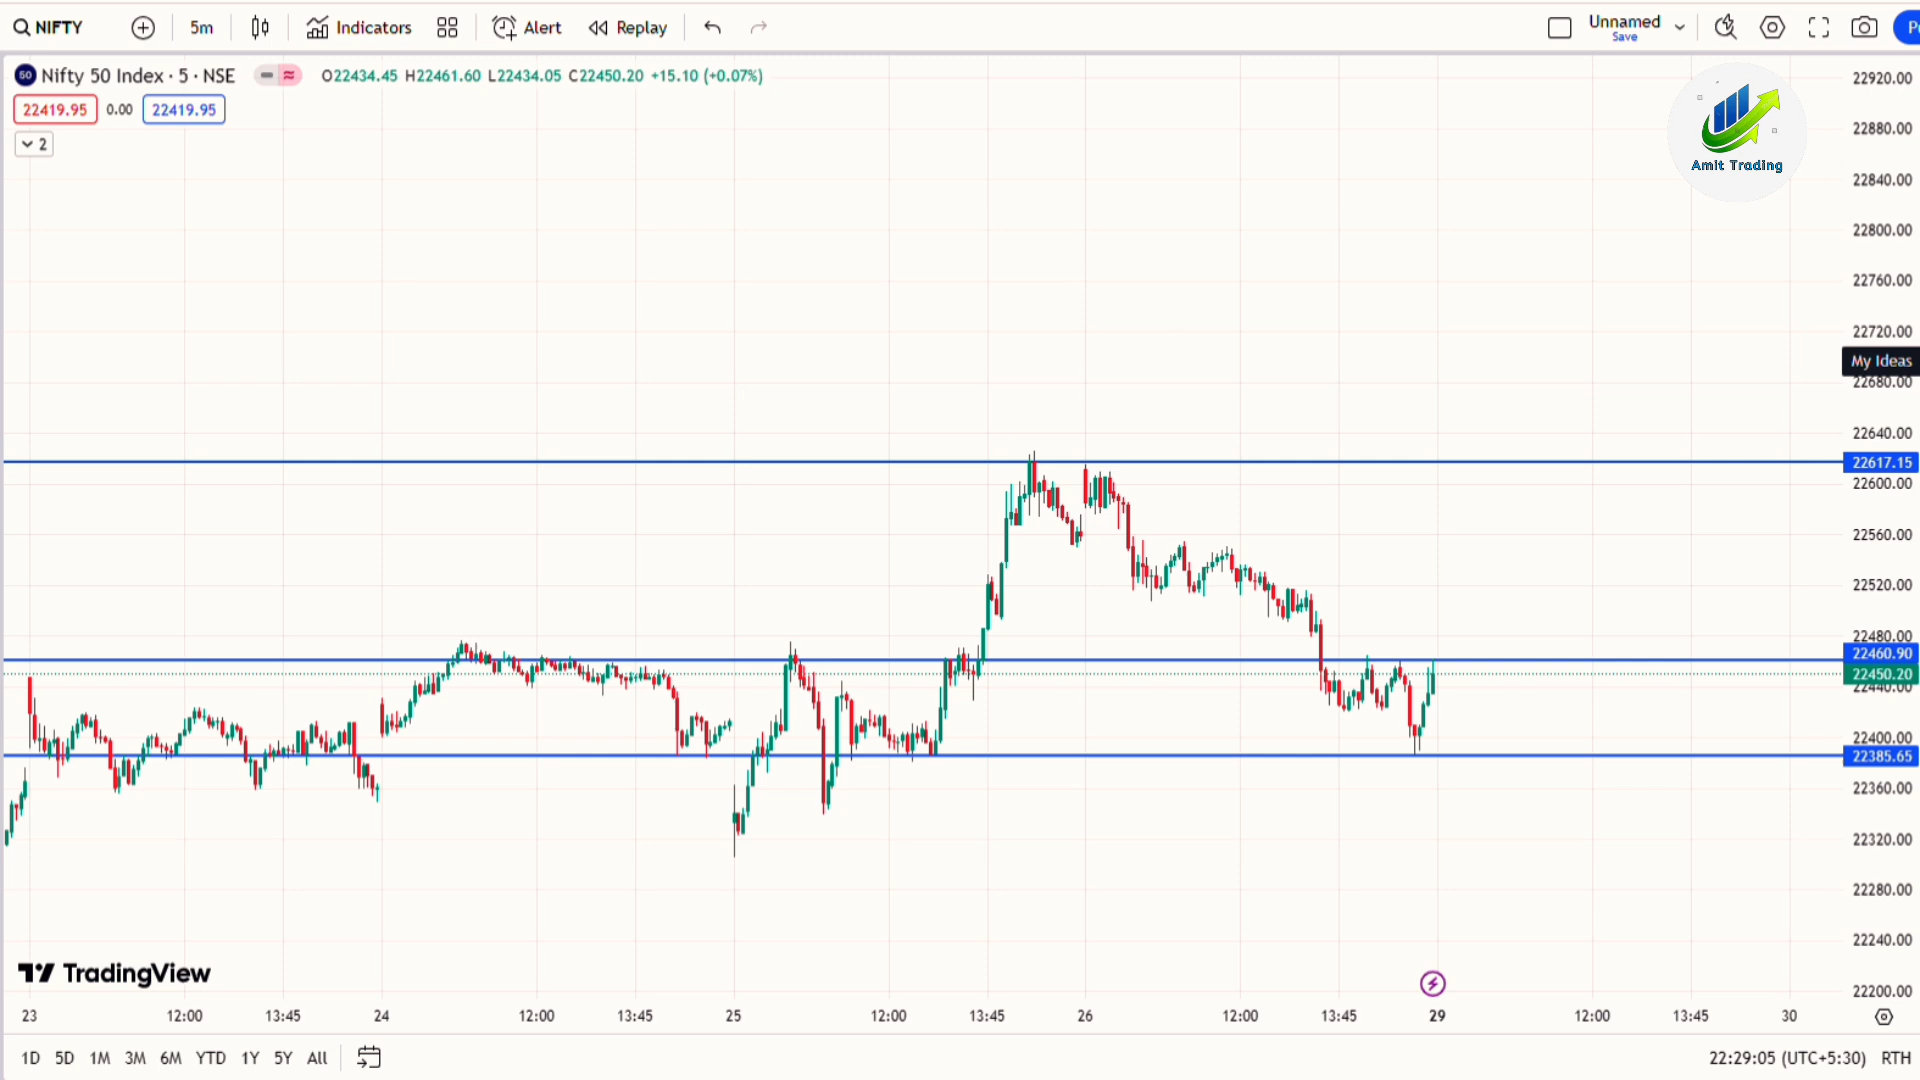 NIFTY
5m
Indicators
Alert
Replay
Unnamed
Save
50 Nifty 50 Index · 5 · NSE
O22434.45 H22461.60 L22434.05 C22450.20 +15.10 (+0.07%)
22419.95 0.00 22419.95
2
Amit Trading
22920.00
22880.00
22840.00
22800.00
22760.00
22720.00
My Ideas
22680.00
22640.00
22617.15
22600.00
22560.00
22520.00
22480.00
22460.90
22450.20
22440.00
22400.00
22385.65
22360.00
22320.00
22280.00
22240.00
22200.00
TradingView
23 12:00 13:45 24 12:00 13:45 25 12:00 13:45 26 12:00 13:45 29 12:00 13:45 30
1D 5D 1M 3M 6M YTD 1Y 5Y All
22:29:05 (UTC+5:30) RTH